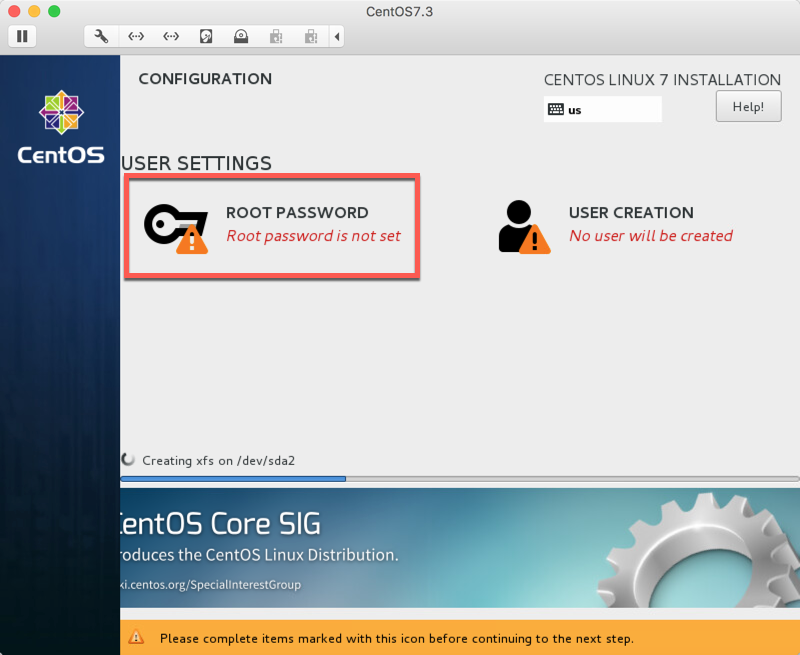 CentOS7.3
CONFIGURATION
CENTOS LINUX 7 INSTALLATION
us
Help!
CentOS
USER SETTINGS
ROOT PASSWORD
Root password is not set
USER CREATION
No user will be created
Creating xfs on /dev/sda2
entOS Core SIG
roduces the CentOS Linux Distribution.
ki.centos.org/SpecialInterestGroup
Please complete items marked with this icon before continuing to the next step.